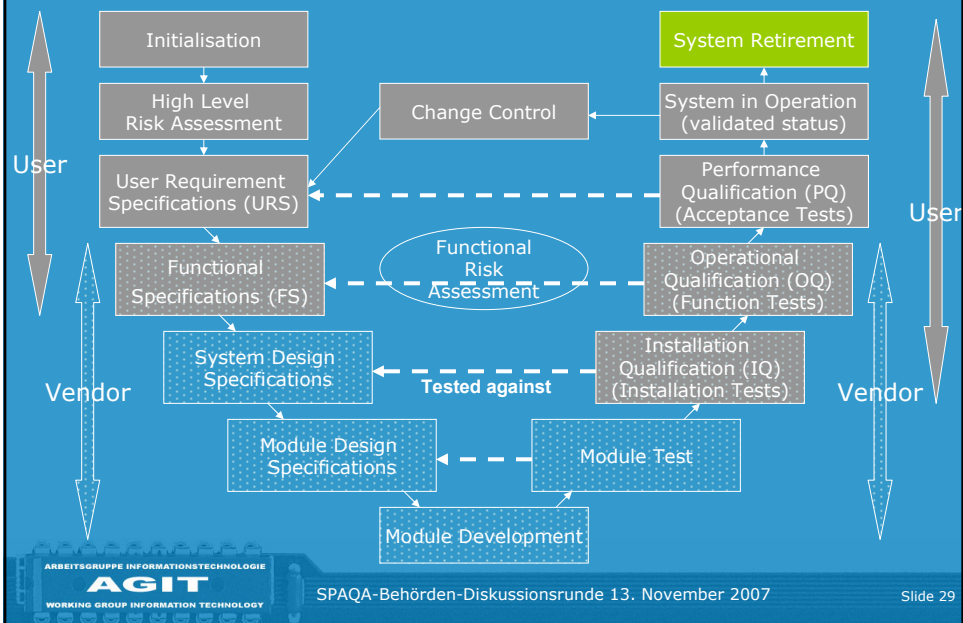 Initialisation
System Retirement
High Level
Risk Assessment
Change Control
System in Operation
(validated status)
User
User Requirement
Specifications (URS)
Performance
Qualification (PQ)
(Acceptance Tests)
User
Functional
Specifications (FS)
Functional
Risk
Assessment
Operational
Qualification (OQ)
(Function Tests)
Vendor
System Design
Specifications
Tested against
Installation
Qualification (IQ)
(Installation Tests)
Vendor
Module Design
Specifications
Module Test
Module Development
ARBEITSGRUPPE INFORMATIONSTECHNOLOGIE
AGIT
WORKING GROUP INFORMATION TECHNOLOGY
SPAQA-Behörden-Diskussionsrunde 13. November 2007
Slide 29